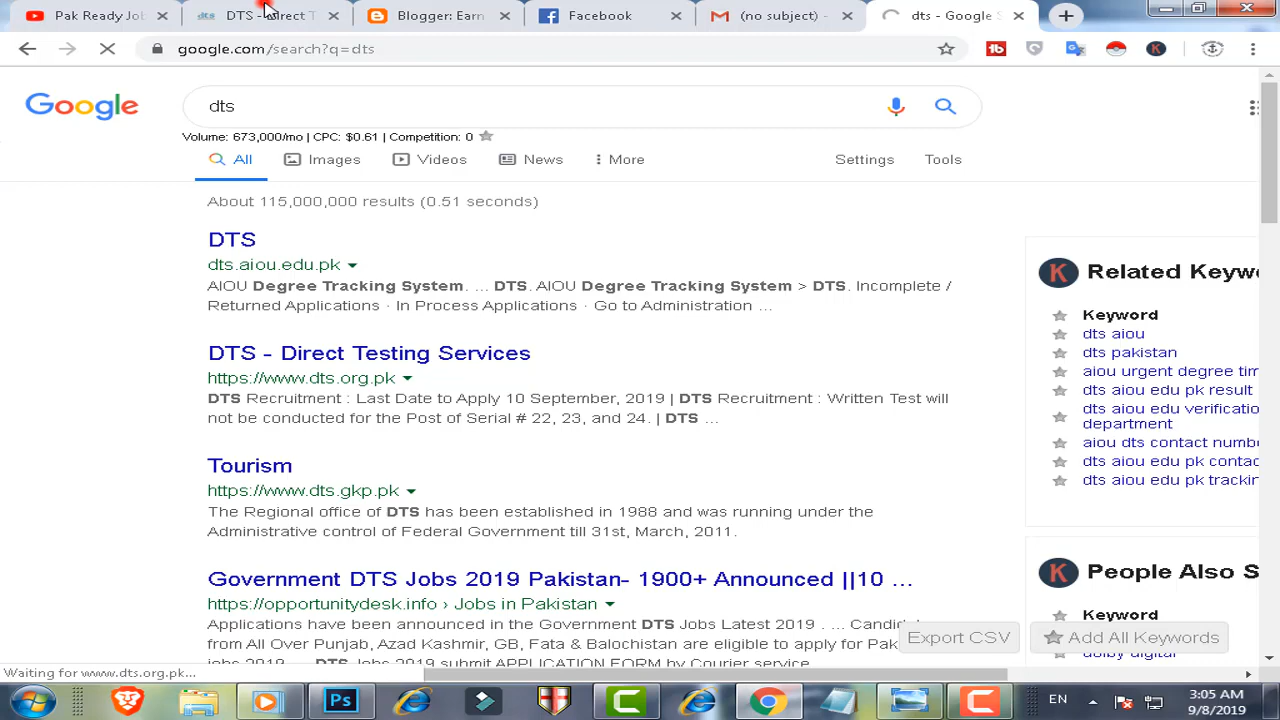 Pak Ready Jo
DTS - Direct T
Blogger: Earn
Facebook
(no subject) -
dts - Google S
google.com/search?q=dts
Google
dts
Volume: 673,000/mo | CPC: $0.61 | Competition: 0
All
Images
Videos
News
More
Settings
Tools
About 115,000,000 results (0.51 seconds)
DTS
dts.aiou.edu.pk
AIOU Degree Tracking System. ... DTS. AIOU Degree Tracking System > DTS. Incomplete /
Returned Applications · In Process Applications · Go to Administration ...
DTS - Direct Testing Services
https://www.dts.org.pk
DTS Recruitment : Last Date to Apply 10 September, 2019 | DTS Recruitment : Written Test will
not be conducted for the Post of Serial # 22, 23, and 24. | DTS ...
Tourism
https://www.dts.gkp.pk
The Regional office of DTS has been established in 1988 and was running under the
Administrative control of Federal Government till 31st, March, 2011.
Government DTS Jobs 2019 Pakistan- 1900+ Announced ||10 ...
https://opportunitydesk.info › Jobs in Pakistan
Applications have been announced in the Government DTS Jobs Latest 2019 . ... Candid
from All Over Punjab, Azad Kashmir, GB, Fata & Balochistan are eligible to apply for Pak
jobs 2019 ... DTS Jobs 2019 submit APPLICATION FORM by Courier service
Related Keyw
Keyword
dts aiou
dts pakistan
aiou urgent degree tim
dts aiou edu pk result
dts aiou edu verificatio
department
aiou dts contact numb
dts aiou edu pk conta
dts aiou edu pk trackin
People Also S
Keyword
dolby digital
Export CSV
Add All Keywords
Waiting for www.dts.org.pk...
EN
3:05 AM
9/8/2019